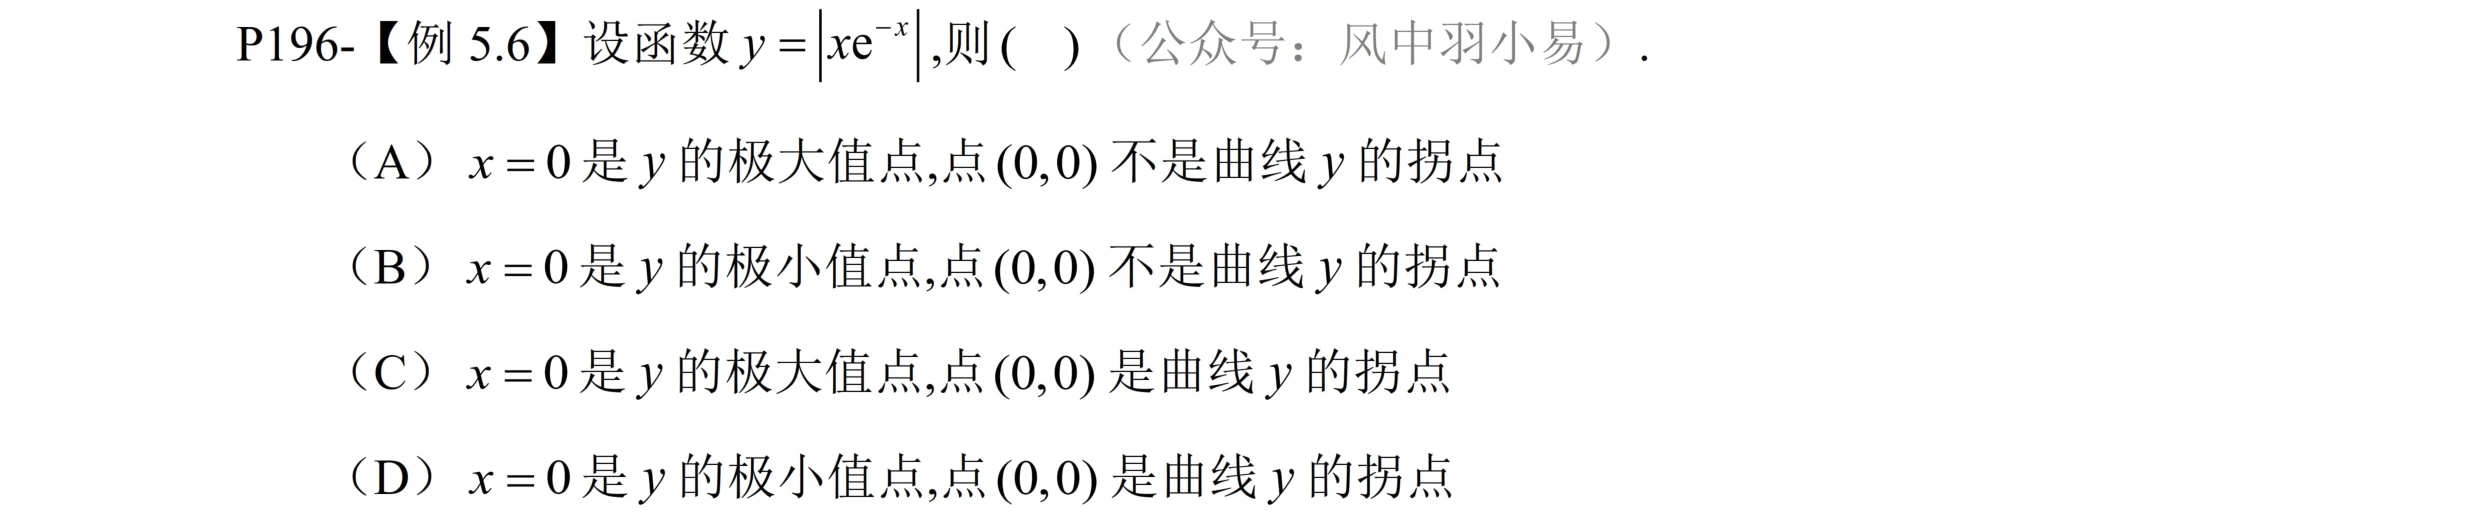 P196-【例 5.6】设函数 y = |xe⁻ˣ| ,则 (   )（公众号：风中羽小易）.
（A） x = 0 是 y 的极大值点,点 (0,0) 不是曲线 y 的拐点
（B） x = 0 是 y 的极小值点,点 (0,0) 不是曲线 y 的拐点
（C） x = 0 是 y 的极大值点,点 (0,0) 是曲线 y 的拐点
（D） x = 0 是 y 的极小值点,点 (0,0) 是曲线 y 的拐点